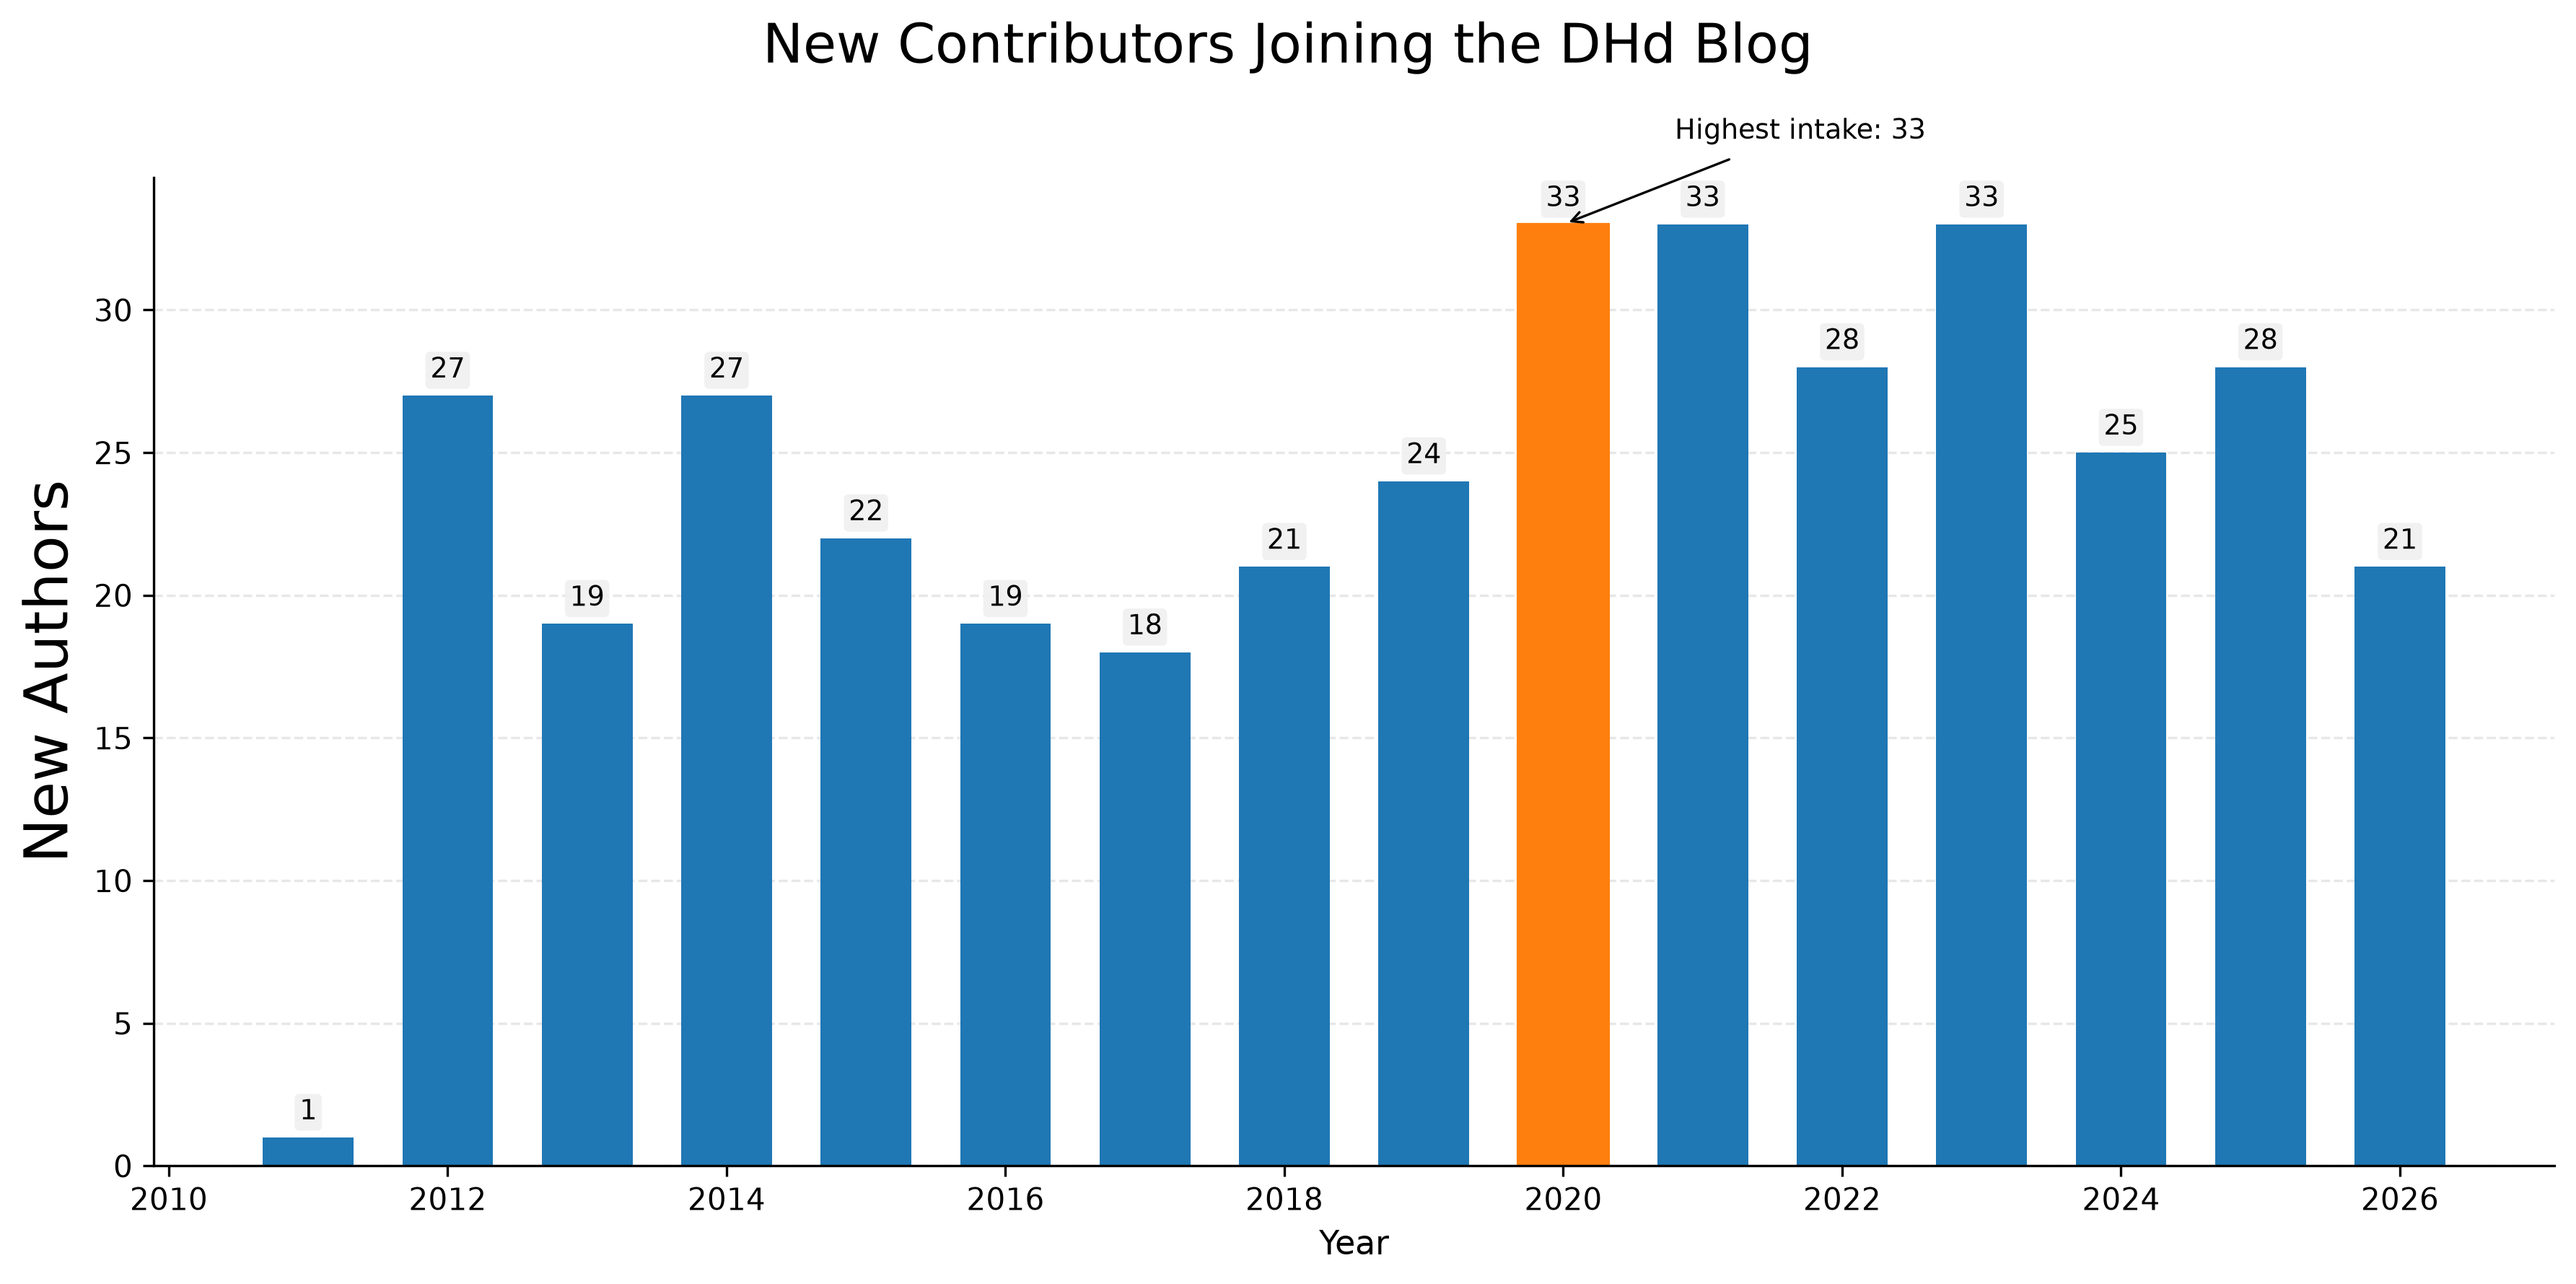 New Contributors Joining the DHd Blog
Highest intake: 33
33 33 33
30
28 28
27 27
25
25
24
22
21 21
20
19 19
18
15
10
5
1
0
New Authors
2010 2012 2014 2016 2018 2020 2022 2024 2026
Year